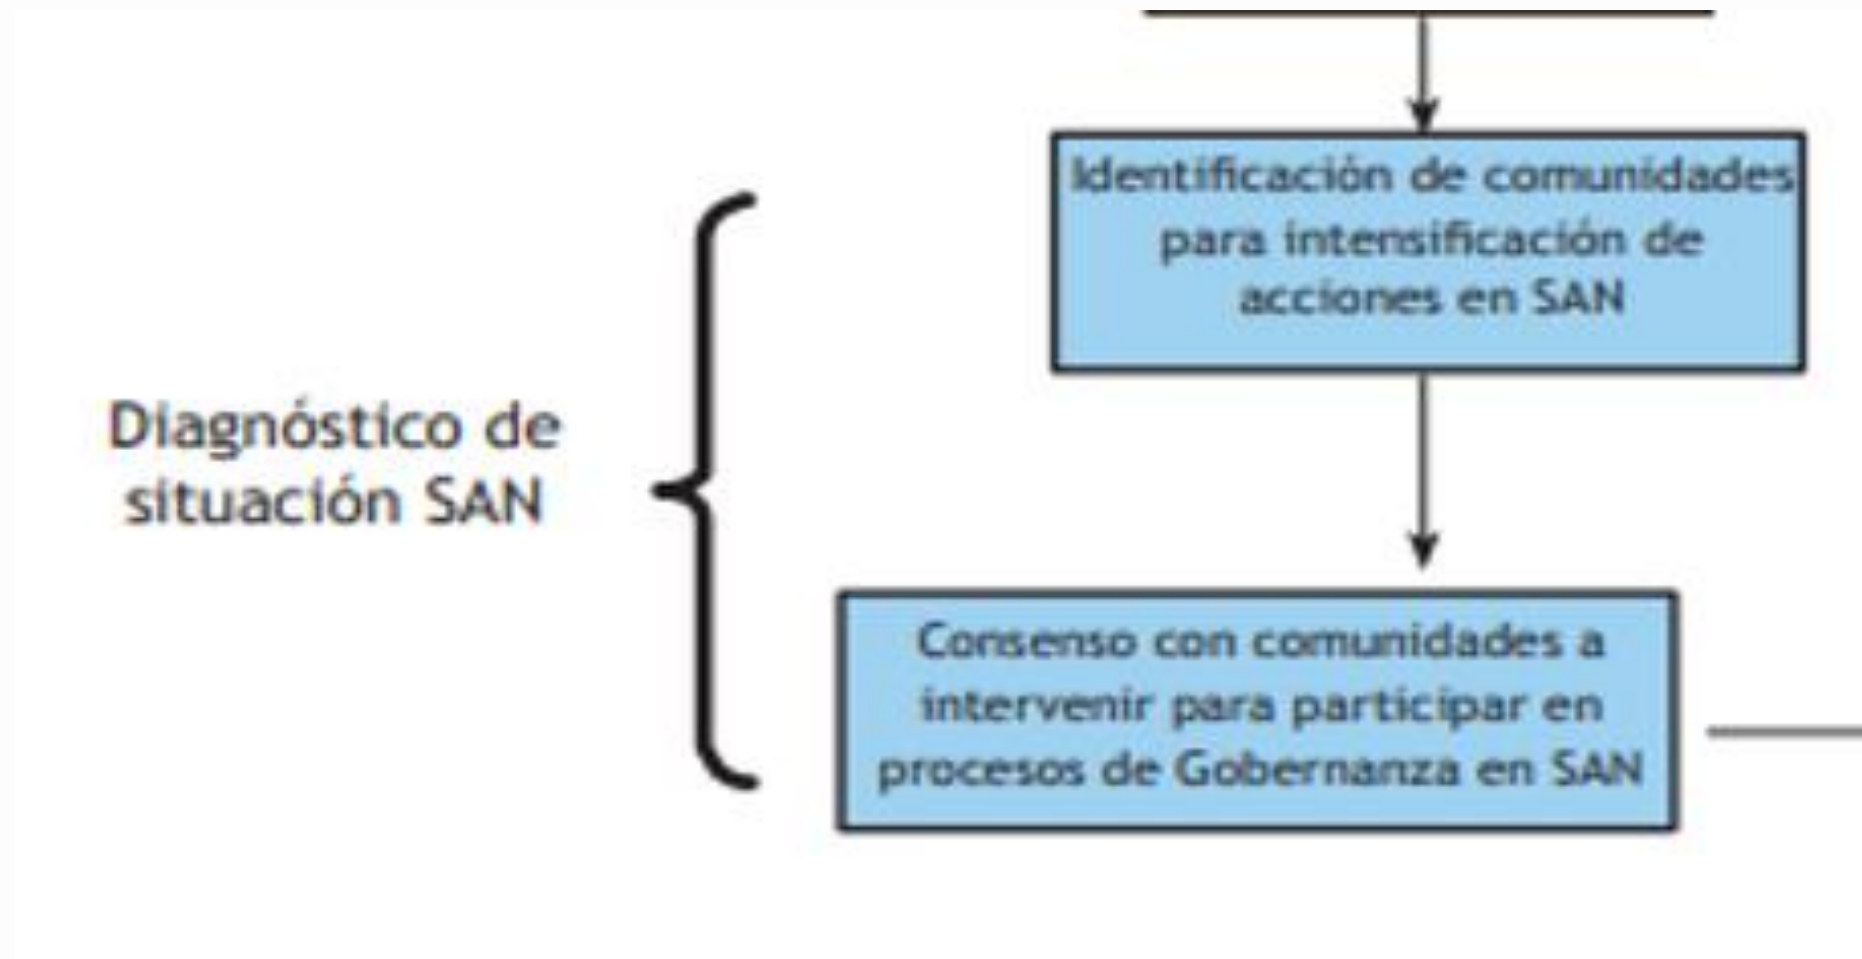 Identificación de comunidades
para intensificación de
acciones en SAN
Diagnóstico de
situación SAN
Consenso con comunidades a
intervenir para participar en
procesos de Gobernanza en SAN